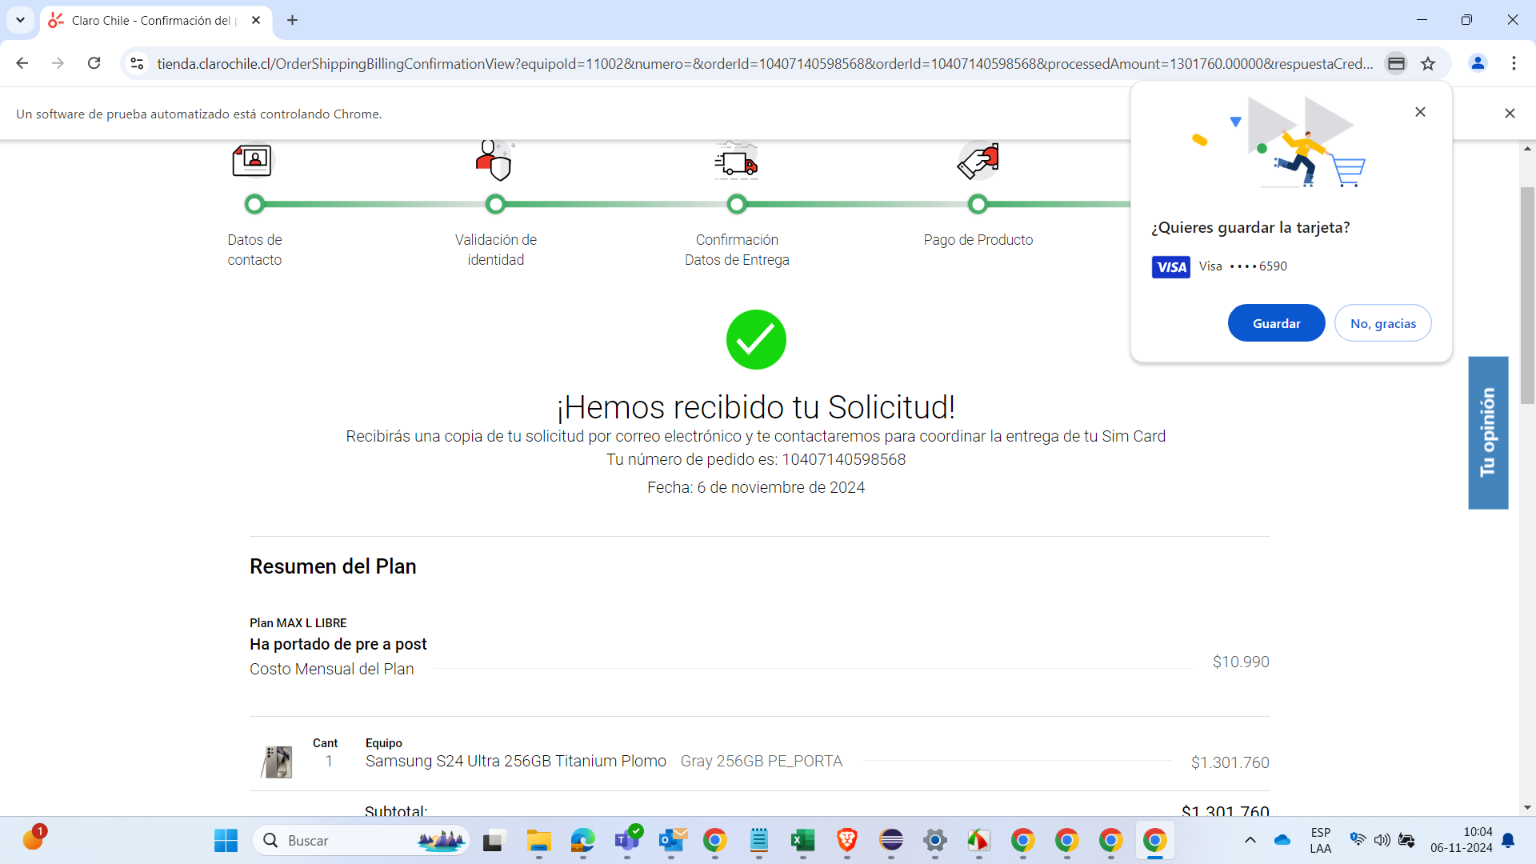 Claro Chile - Confirmación del p
tienda.clarochile.cl/OrderShippingBillingConfirmationView?equipoId=11002&numero=&orderId=10407140598568&orderId=10407140598568&processedAmount=1301760.00000&respuestaCred...
Un software de prueba automatizado está controlando Chrome.
¿Quieres guardar la tarjeta?
VISA Visa •••• 6590
Guardar
No, gracias
Datos de
contacto
Validación de
identidad
Confirmación
Datos de Entrega
Pago de Producto
¡Hemos recibido tu Solicitud!
Recibirás una copia de tu solicitud por correo electrónico y te contactaremos para coordinar la entrega de tu Sim Card
Tu número de pedido es: 10407140598568
Fecha: 6 de noviembre de 2024
Tu opinión
Resumen del Plan
Plan MAX L LIBRE
Ha portado de pre a post
Costo Mensual del Plan $10.990
Cant Equipo
1 Samsung S24 Ultra 256GB Titanium Plomo Gray 256GB PE_PORTA $1.301.760
Subtotal: $1.301.760
1
Buscar
ESP
LAA
10:04
06-11-2024